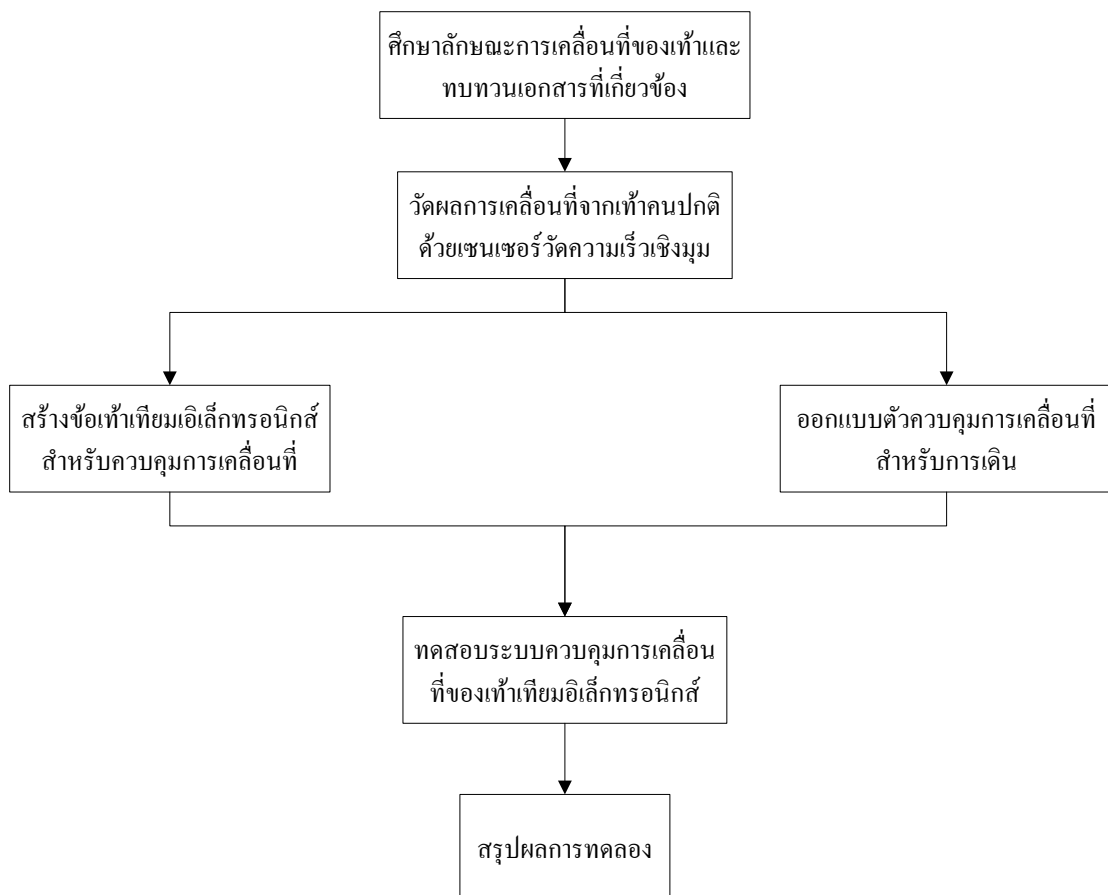 ศึกษาลักษณะการเคลื่อนที่ของเท้าและ
ทบทวนเอกสารที่เกี่ยวข้อง
วัดผลการเคลื่อนที่จากเท้าคนปกติ
ด้วยเซนเซอร์วัดความเร็วเชิงมุม
สร้างข้อเท้าเทียมเอิเล็กทรอนิกส์
สำหรับควบคุมการเคลื่อนที่
ออกแบบตัวควบคุมการเคลื่อนที่
สำหรับการเดิน
ทดสอบระบบควบคุมการเคลื่อน
ที่ของเท้าเทียมอิเล็กทรอนิกส์
สรุปผลการทดลอง